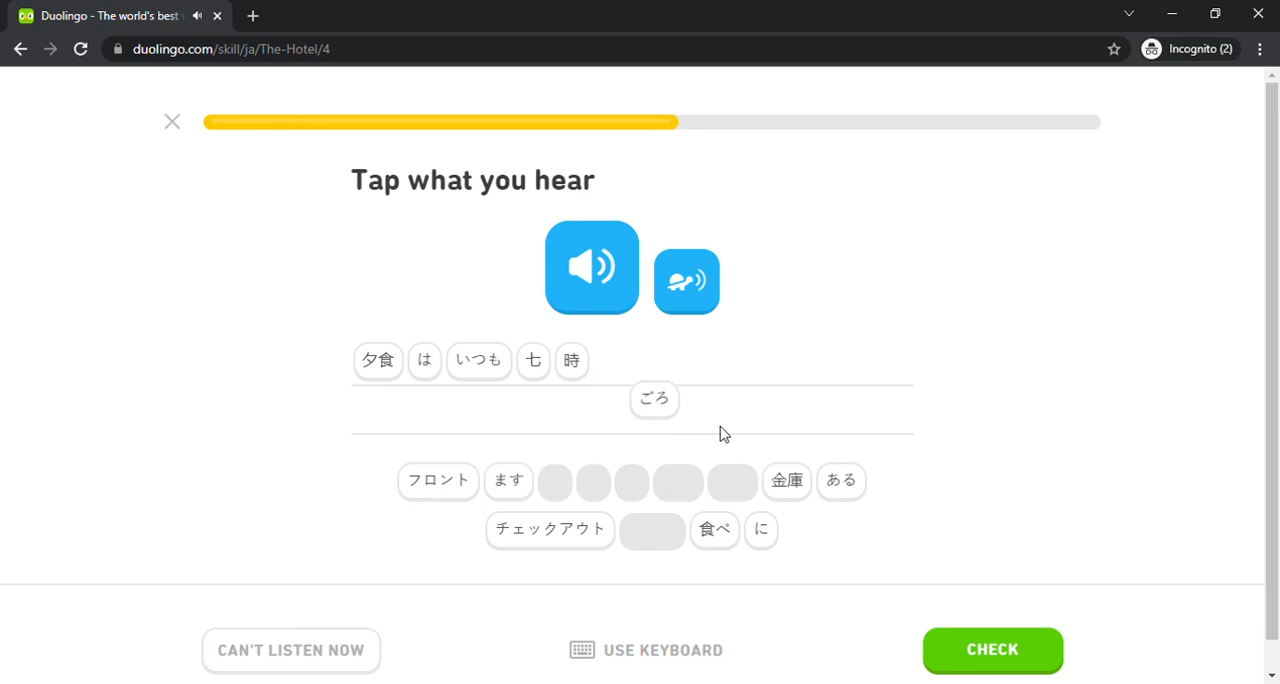 Duolingo - The world's best
duolingo.com/skill/ja/The-Hotel/4
Incognito (2)
Tap what you hear
夕食 は いつも 七 時
ごろ
フロント ます 金庫 ある
チェックアウト 食べ に
CAN'T LISTEN NOW
USE KEYBOARD
CHECK